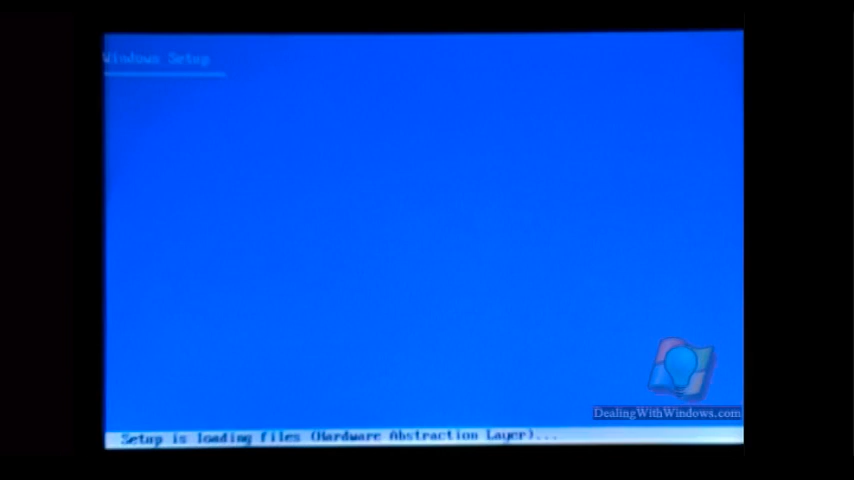 Windows Setup
DealingWithWindows.com
Setup is loading files (Hardware Abstraction Layer)...